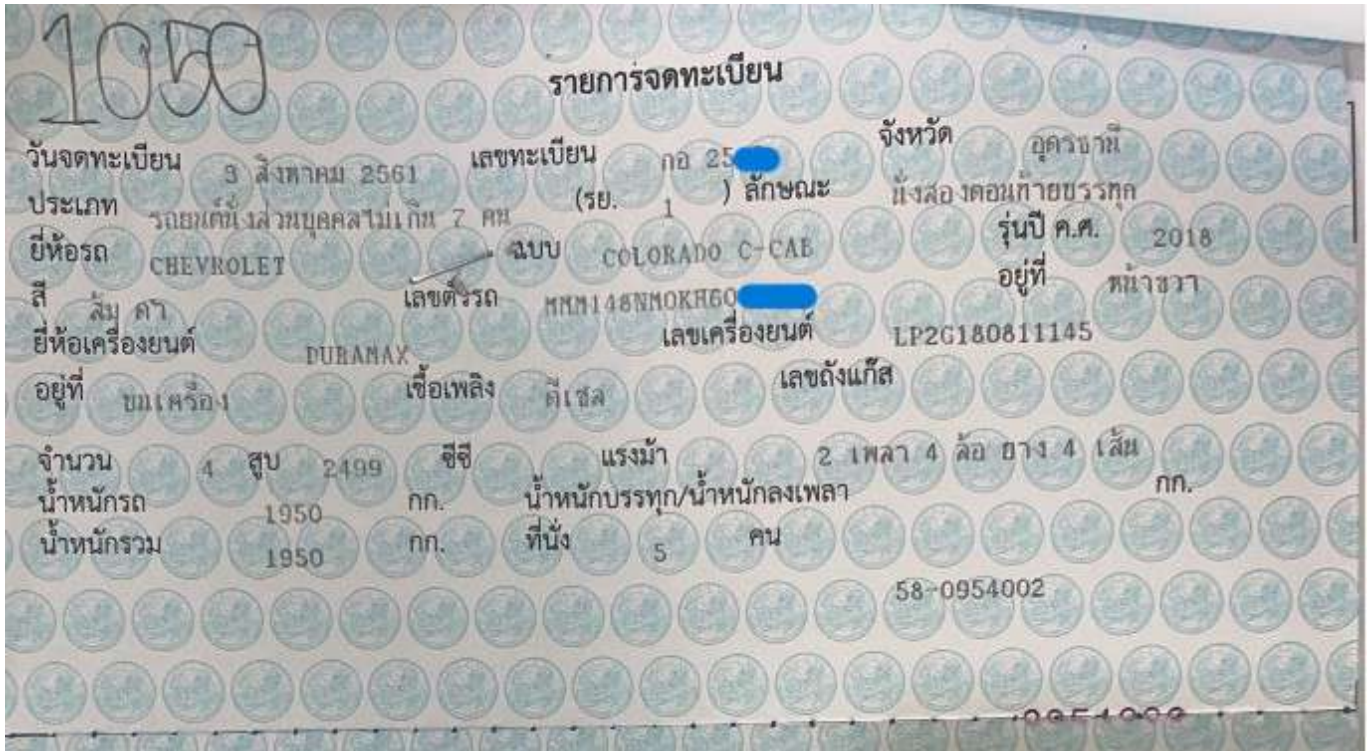 1050
รายการจดทะเบียน
วันจดทะเบียน 3 สิงหาคม 2561 เลขทะเบียน กอ 25 จังหวัด อุดรธานี
ประเภท รถยนต์นั่งส่วนบุคคลไม่เกิน 7 คน (รย. 1 ) ลักษณะ นั่งสองตอนท้ายบรรทุก
ยี่ห้อรถ CHEVROLET แบบ COLORADO C-CAB รุ่นปี ค.ศ. 2018
สี ส้ม ดำ เลขตัวรถ MMM148NM0KH60 อยู่ที่ หน้าขวา
ยี่ห้อเครื่องยนต์ DURAMAX เลขเครื่องยนต์ LP2G180811145
อยู่ที่ บนเครื่อง เชื้อเพลิง ดีเซล เลขถังแก๊ส
จำนวน 4 สูบ 2499 ซีซี แรงม้า 2 เพลา 4 ล้อ ยาง 4 เส้น
น้ำหนักรถ 1950 กก. น้ำหนักบรรทุก/น้ำหนักลงเพลา กก.
น้ำหนักรวม 1950 กก. ที่นั่ง 5 คน
58-0954002